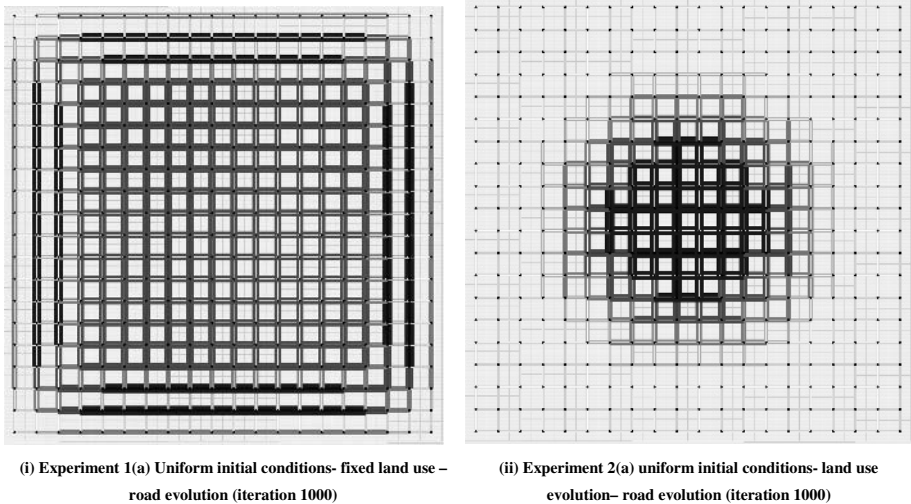 (i) Experiment 1(a) Uniform initial conditions- fixed land use –
road evolution (iteration 1000)
(ii) Experiment 2(a) uniform initial conditions- land use
evolution– road evolution (iteration 1000)